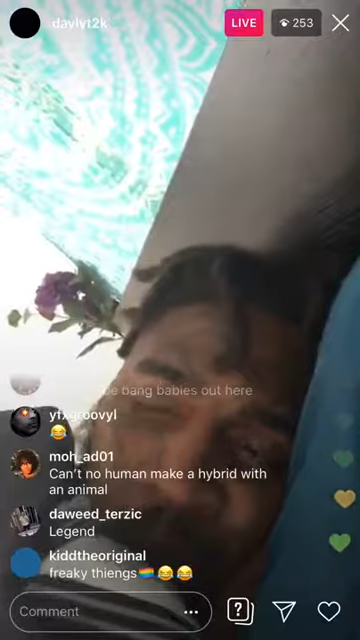 davlyt2k
LIVE
253
be bang babies out here
yfxgroovyl
😂
moh_ad01
Can't no human make a hybrid with
an animal
daweed_terzic
Legend
kiddtheoriginal
freaky thiengs🏳️‍🌈😂😂
Comment